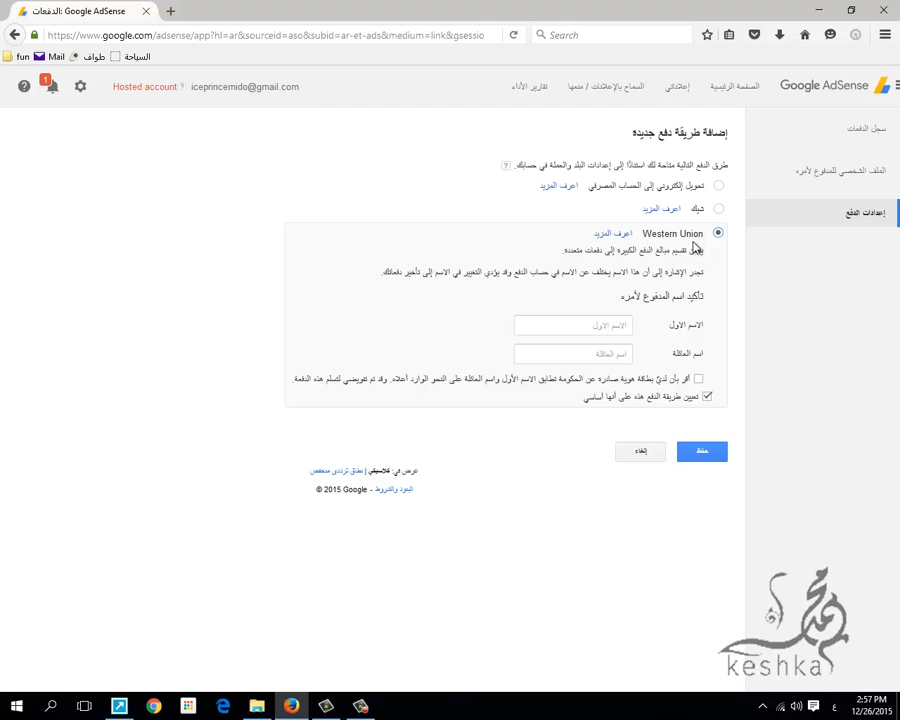 الدفعات: Google AdSense
https://www.google.com/adsense/app?hl=ar&sourceid=aso&subid=ar-et-ads&medium=link&gsessio
Search
fun
Mail
طواف
السياحة
1
Hosted account ?
iceprincemido@gmail.com
تقارير الأداء
السماح بالإعلانات / منعها
إعلاناتي
الصفحة الرئيسية
Google AdSense
سجل الدفعات
الملف الشخصي للمدفوع لأمره
إعدادات الدفع
إضافة طريقة دفع جديدة
طرق الدفع التالية متاحة لك استنادًا إلى إعدادات البلد والعملة في حسابك. ?
تحويل إلكتروني إلى الحساب المصرفي اعرف المزيد
شيك اعرف المزيد
Western Union اعرف المزيد
تقسيم مبالغ الدفع الكبيرة إلى دفعات متعددة.
تجدر الإشارة إلى أن هذا الاسم يختلف عن الاسم في حساب الدفع وقد يؤدي التغيير في الاسم إلى تأخير دفعاتك.
تأكيد اسم المدفوع لأمره
الاسم الاول الاسم الاول
اسم العائلة اسم العائلة
أقر بأن لديّ بطاقة هوية صادرة عن الحكومة تطابق الاسم الأول واسم العائلة على النحو الوارد أعلاه. وقد تم تفويضي لتسلم هذه الدفعة.
تعيين طريقة الدفع هذه على أنها أساسي
حفظ
إلغاء
عرض في: كلاسيكي | نطاق ترددى منخفض
© 2015 Google - البنود والشروط
محمد
keshka
2:57 PM
ع
12/26/2015